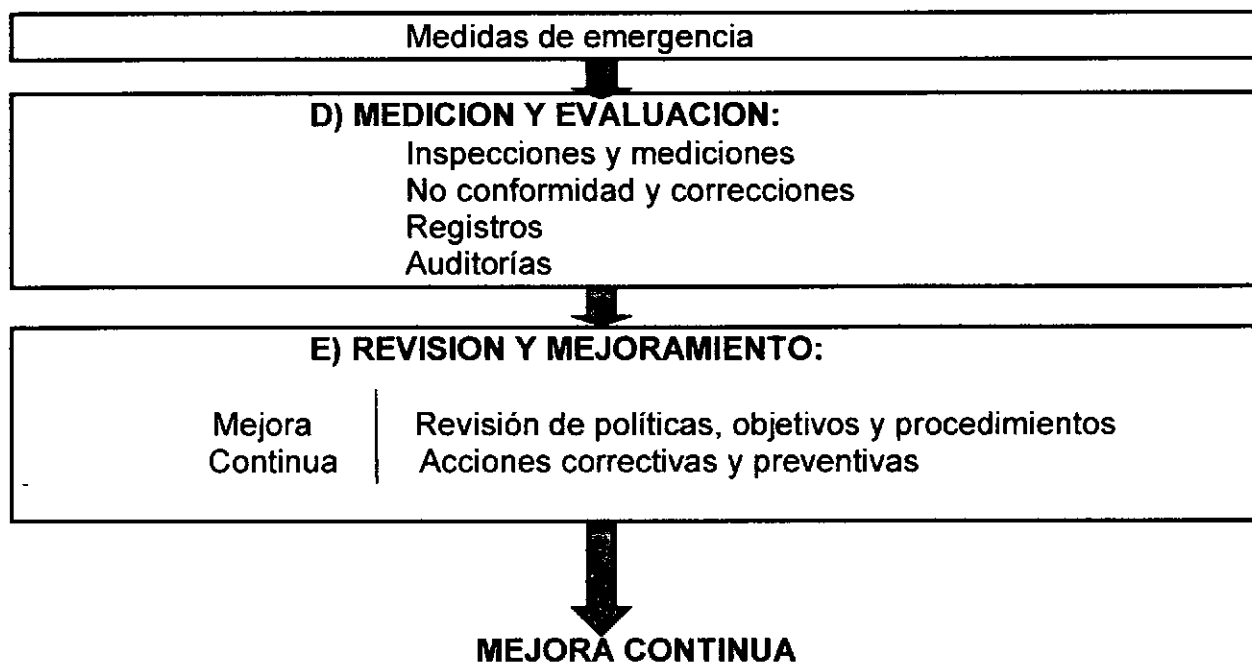 Medidas de emergencia
D) MEDICION Y EVALUACION:
Inspecciones y mediciones
No conformidad y correcciones
Registros
Auditorías
E) REVISION Y MEJORAMIENTO:
Mejora Revisión de políticas, objetivos y procedimientos
Continua Acciones correctivas y preventivas
MEJORA CONTINUA